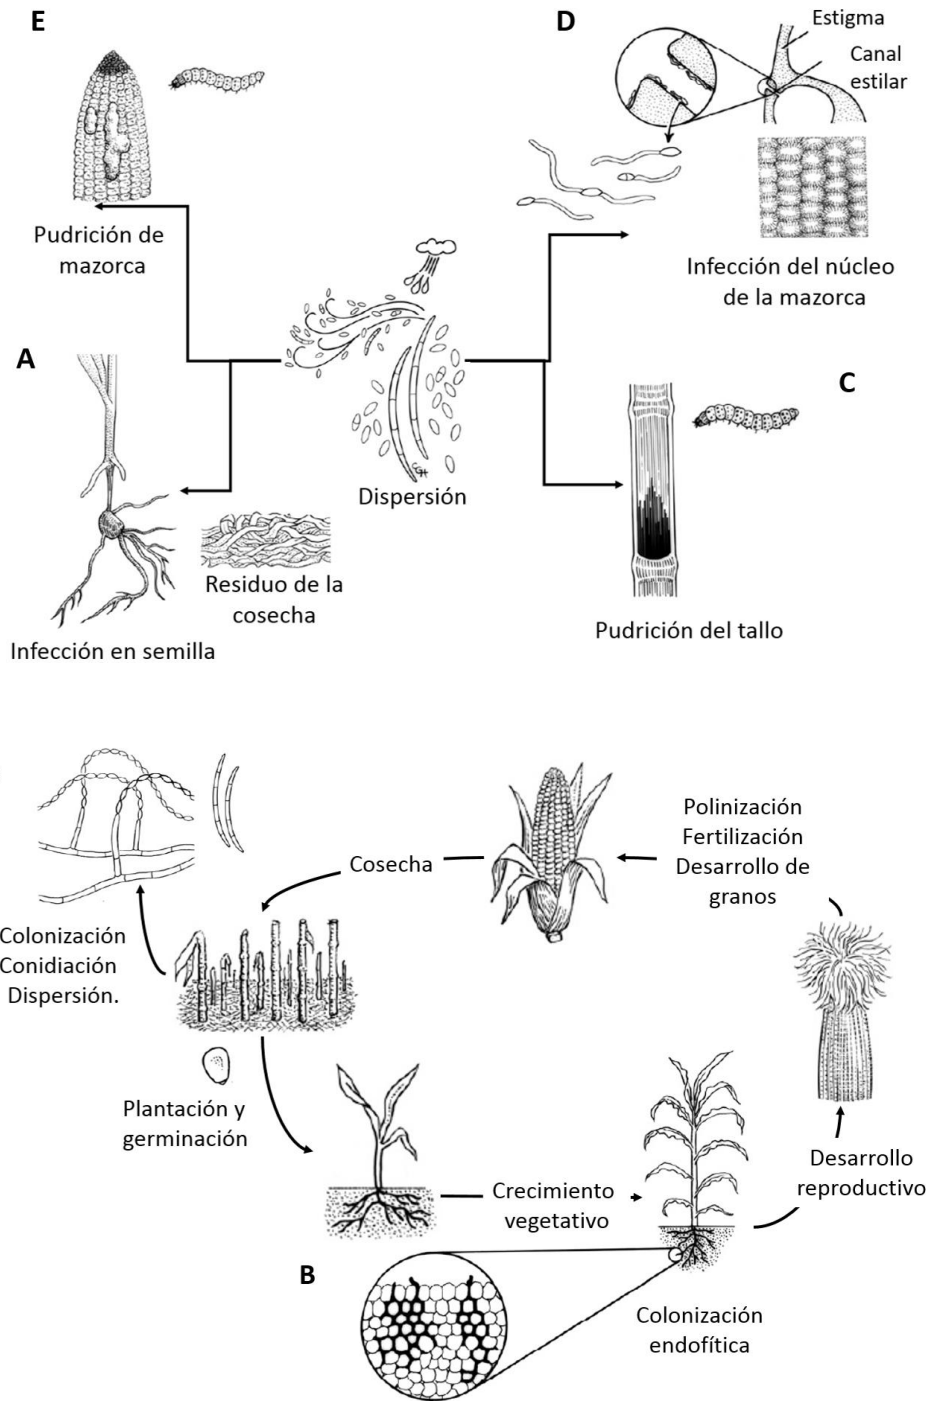 E
Pudrición de
mazorca
D
Estigma
Canal
estilar
Infección del núcleo
de la mazorca
A
Infección en semilla
Residuo de la
cosecha
CGH
Dispersión
C
Pudrición del tallo
Polinización
Fertilización
Desarrollo de
granos
Cosecha
Colonización
Conidiación
Dispersión.
Plantación y
germinación
Crecimiento
vegetativo
Desarrollo
reproductivo
B
Colonización
endofítica